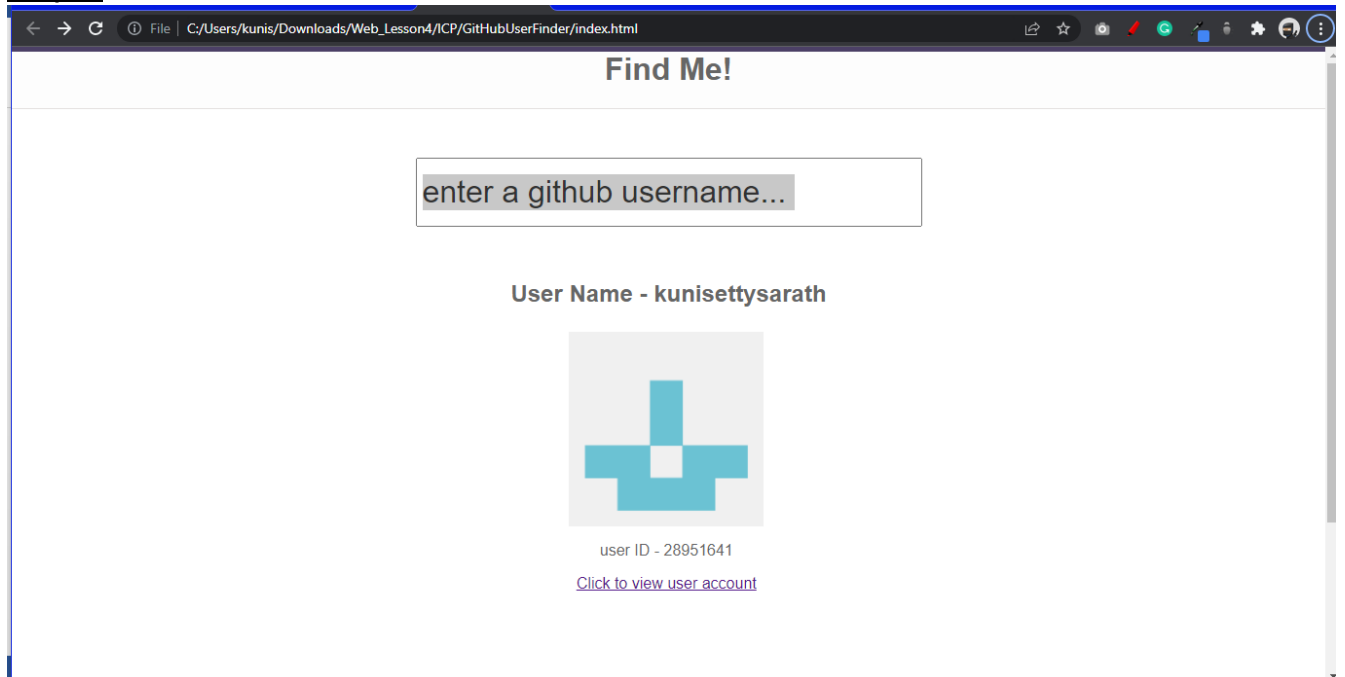 File | C:/Users/kunis/Downloads/Web_Lesson4/ICP/GitHubUserFinder/index.html
Find Me!
enter a github username...
User Name - kunisettysarath
user ID - 28951641
Click to view user account